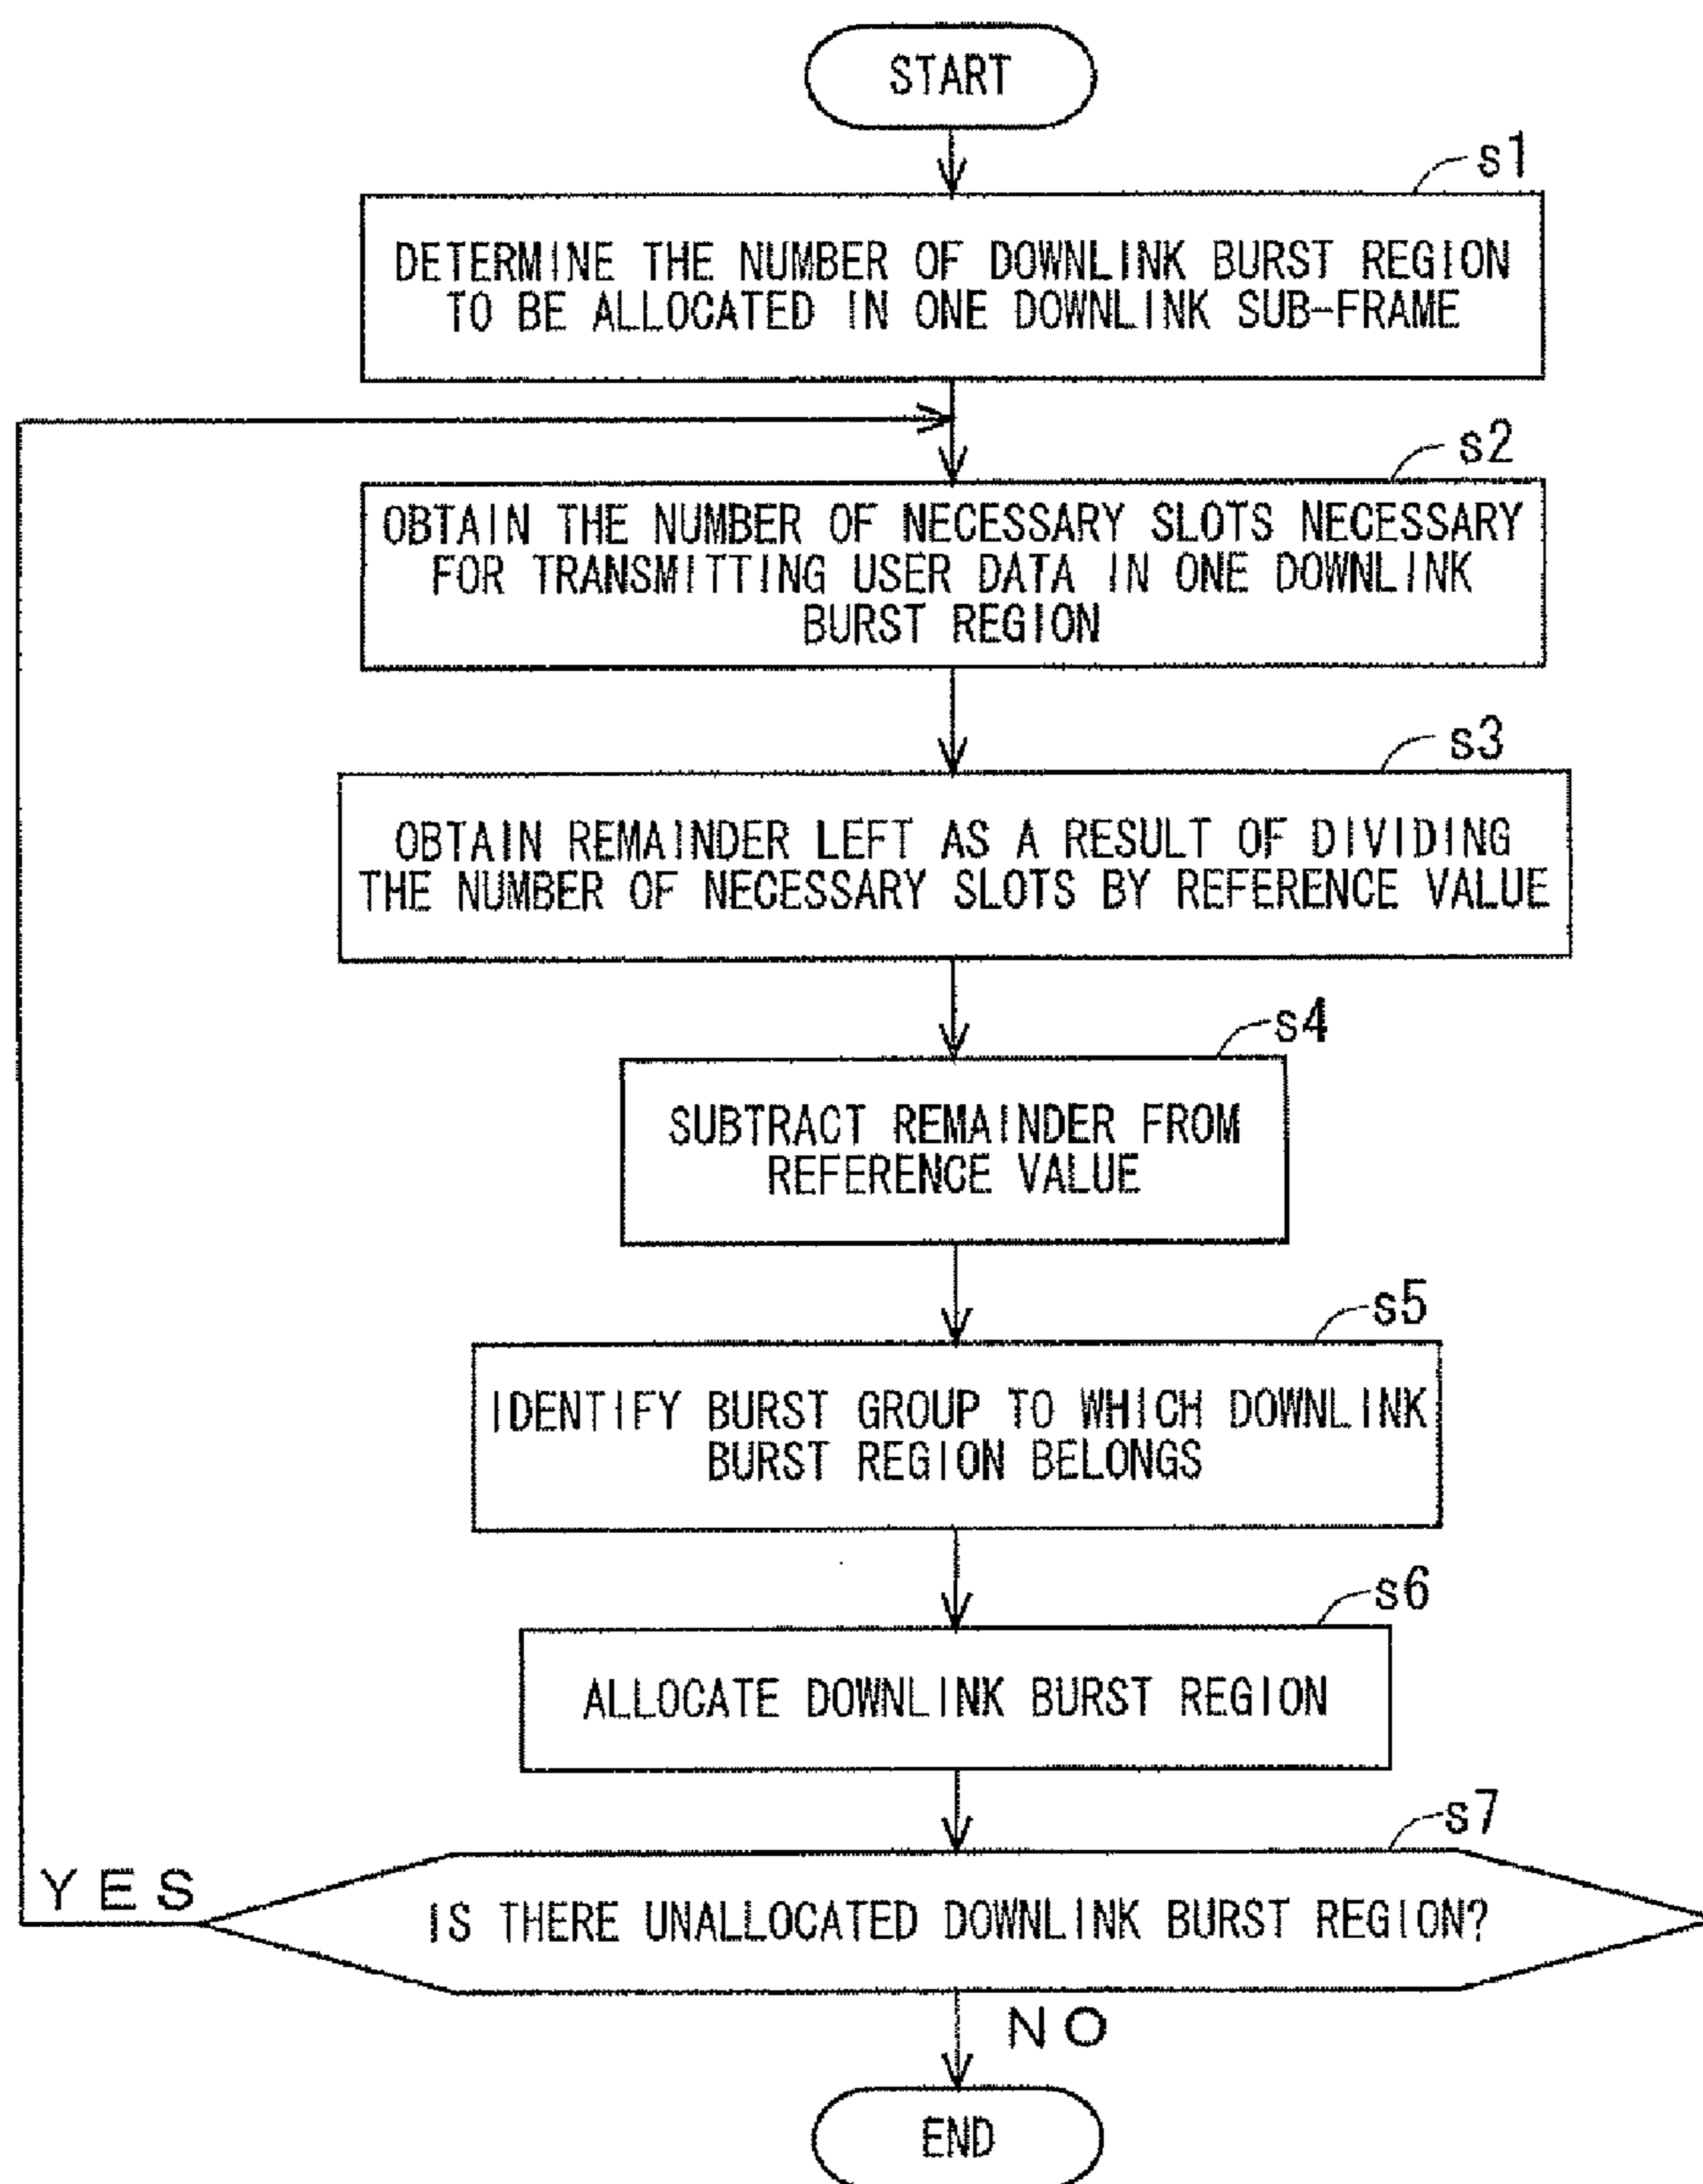 START
s1
DETERMINE THE NUMBER OF DOWNLINK BURST REGION
TO BE ALLOCATED IN ONE DOWNLINK SUB-FRAME
s2
OBTAIN THE NUMBER OF NECESSARY SLOTS NECESSARY
FOR TRANSMITTING USER DATA IN ONE DOWNLINK
BURST REGION
s3
OBTAIN REMAINDER LEFT AS A RESULT OF DIVIDING
THE NUMBER OF NECESSARY SLOTS BY REFERENCE VALUE
s4
SUBTRACT REMAINDER FROM
REFERENCE VALUE
s5
IDENTIFY BURST GROUP TO WHICH DOWNLINK
BURST REGION BELONGS
s6
ALLOCATE DOWNLINK BURST REGION
s7
YES
IS THERE UNALLOCATED DOWNLINK BURST REGION?
NO
END